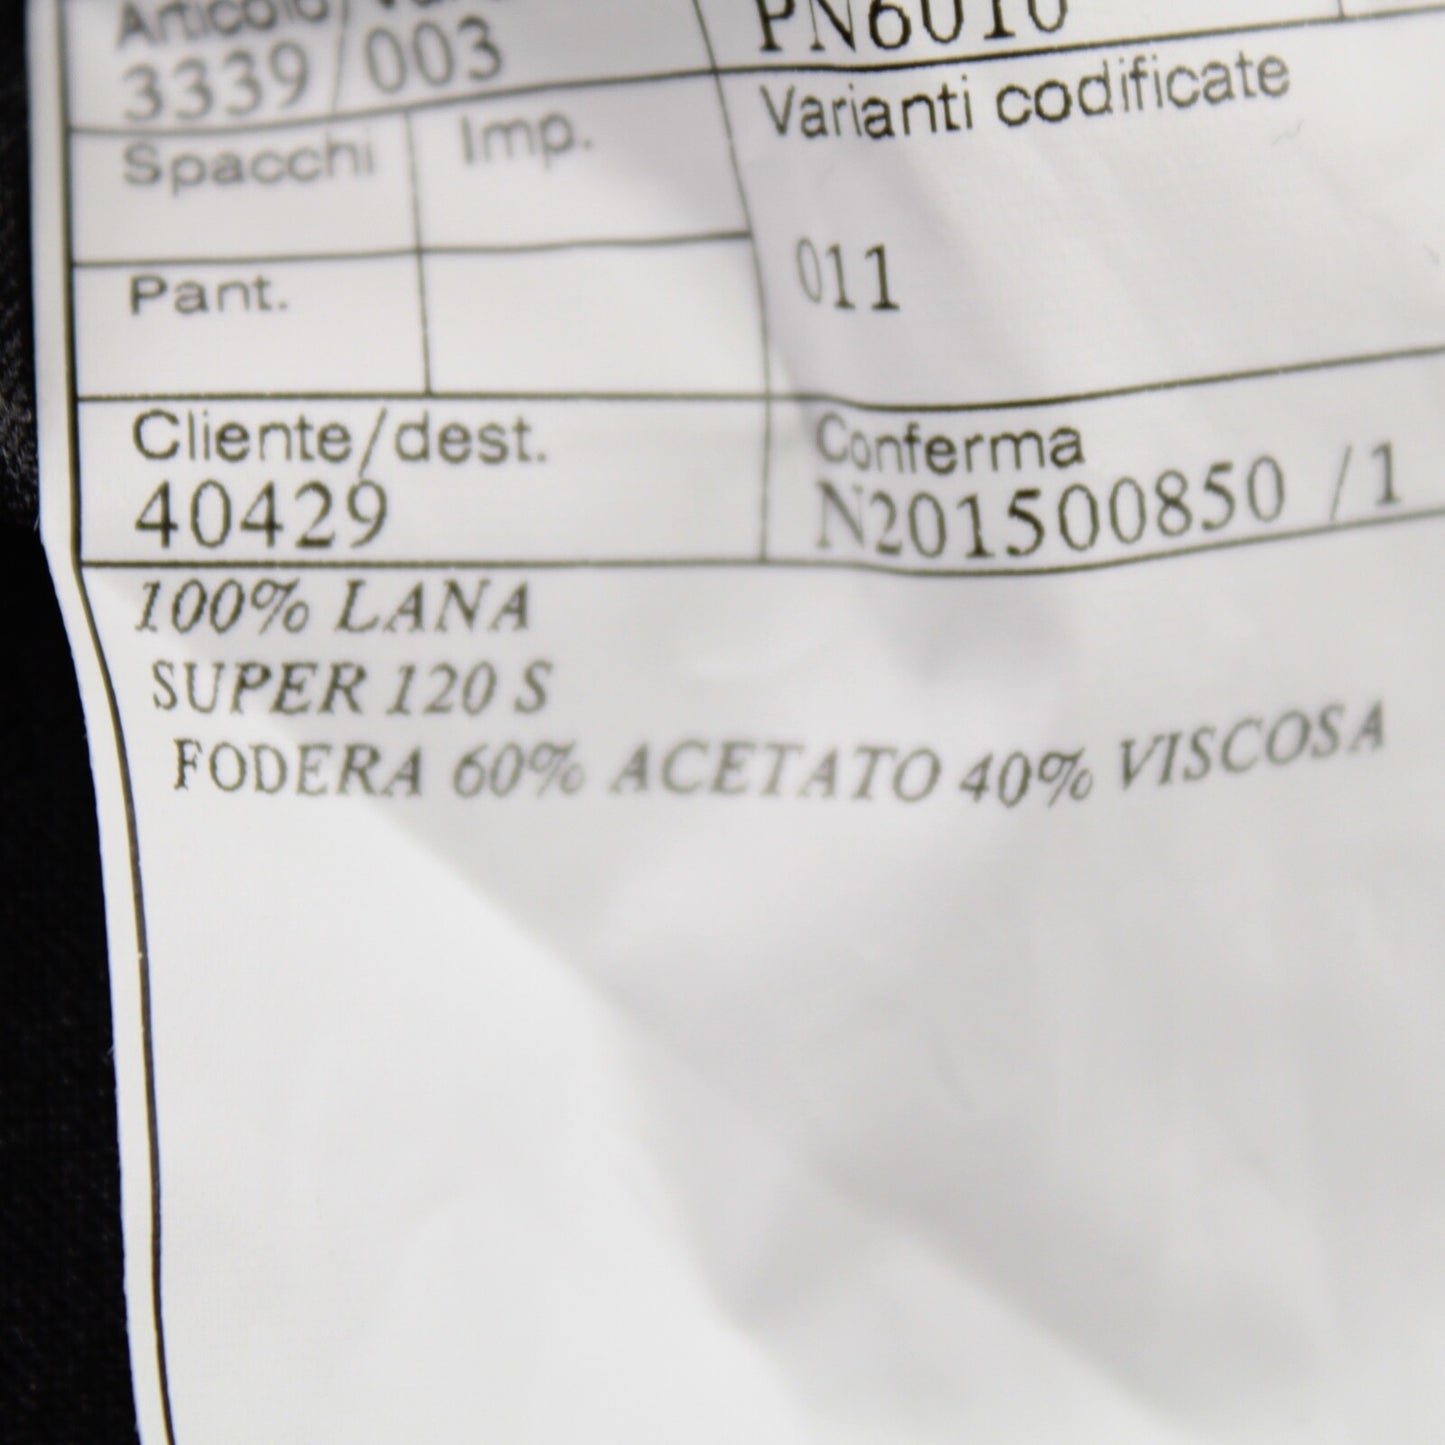 Articolo/
PN6010
3339/003
Varianti codificate
Spacchi
Imp.
011
Pant.
Cliente/dest.
Conferma
40429
N201500850 /1
100% LANA
SUPER 120 S
FODERA 60% ACETATO 40% VISCOSA